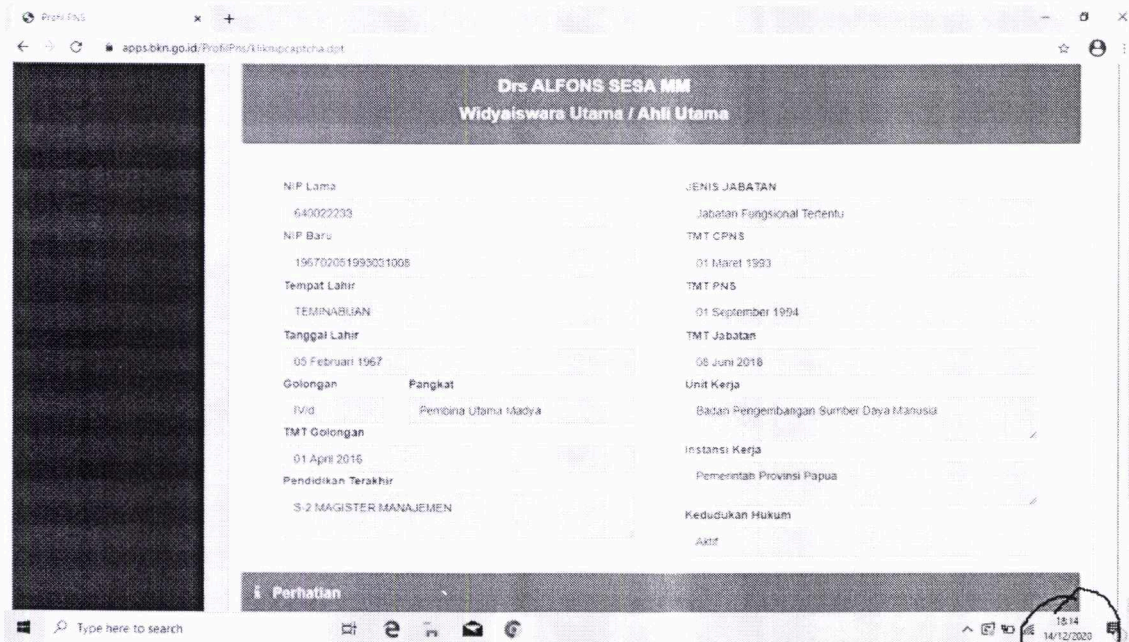 Profil PNS
apps.bkn.go.id/ProfilPns/kliknipcaptcha.dpt
Drs ALFONS SESA MM
Widyaiswara Utama / Ahli Utama
NIP Lama
640022233
NIP Baru
196702051993031008
Tempat Lahir
TEMINABUAN
Tanggal Lahir
05 Februari 1967
Golongan Pangkat
IV/d Pembina Utama Madya
TMT Golongan
01 April 2016
Pendidikan Terakhir
S-2 MAGISTER MANAJEMEN
JENIS JABATAN
Jabatan Fungsional Tertentu
TMT CPNS
01 Maret 1993
TMT PNS
01 September 1994
TMT Jabatan
08 Juni 2018
Unit Kerja
Badan Pengembangan Sumber Daya Manusia
Instansi Kerja
Pemerintah Provinsi Papua
Kedudukan Hukum
Aktif
Perhatian
Type here to search
18:14
14/12/2020